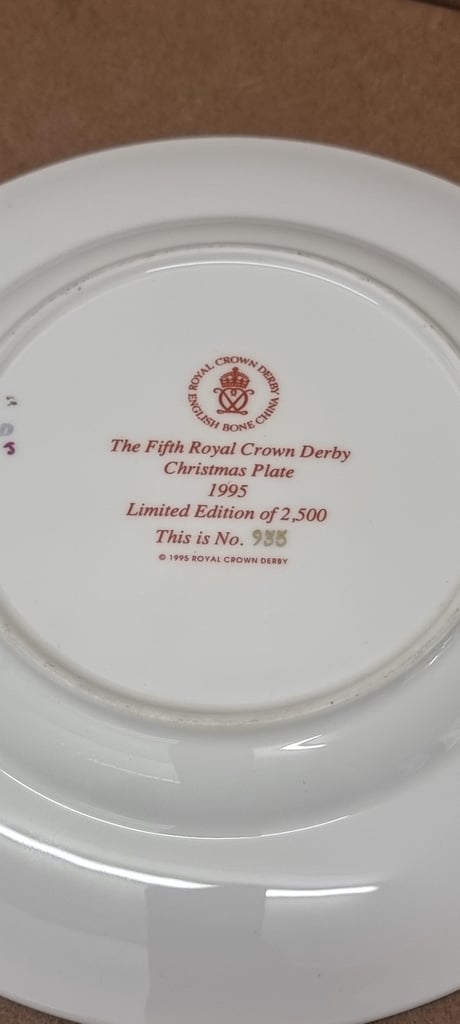 ROYAL CROWN DERBY
ENGLISH BONE CHINA
The Fifth Royal Crown Derby
Christmas Plate
1995
Limited Edition of 2,500
This is No. 935
© 1995 ROYAL CROWN DERBY